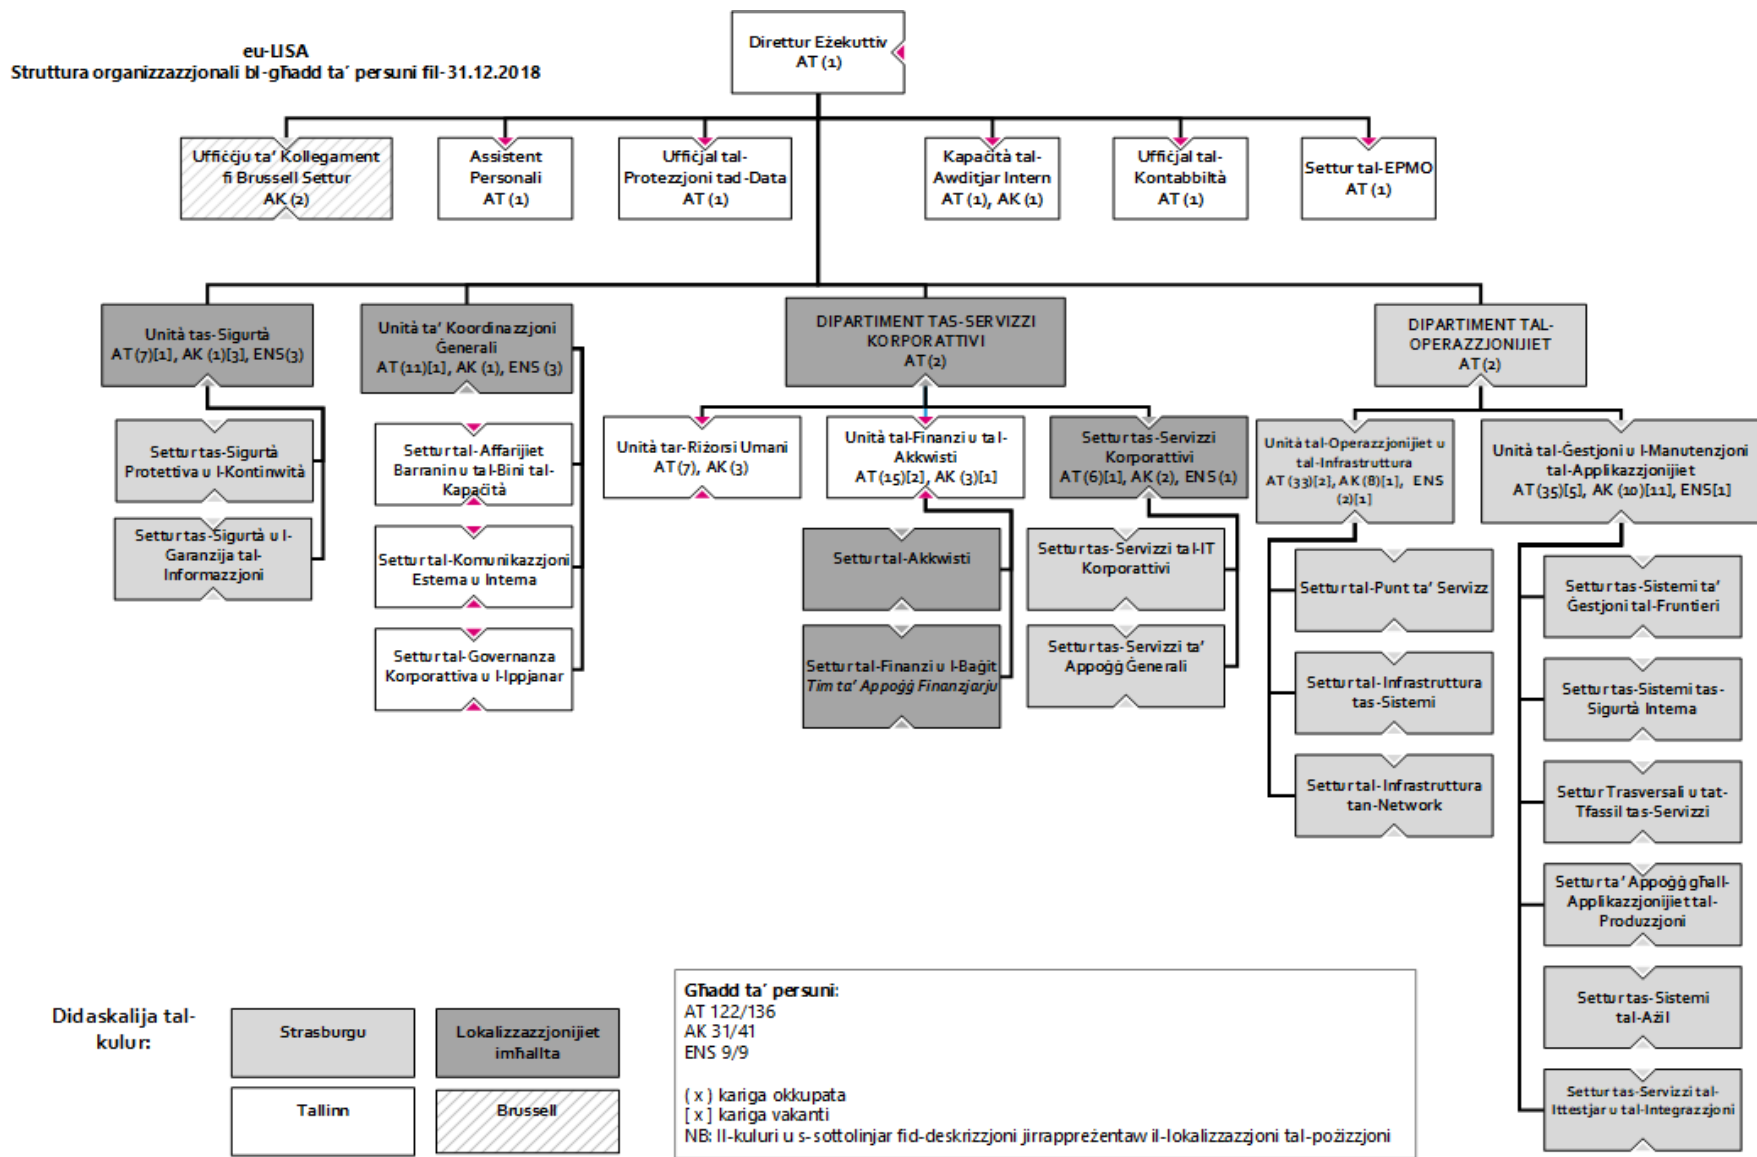 eu-LISA
Struttura organizzazzjonali bl-għadd ta’ persuni fil-31.12.2018
Direttur Eżekuttiv
AT (1)
Uffiċċju ta’ Kollegament
fi Brussell Settur
AK (2)
Assistent
Personali
AT (1)
Uffiċjal tal-
Protezzjoni tad-Data
AT (1)
Kapaċità tal-
Awditjar Intern
AT (1), AK (1)
Uffiċjal tal-
Kontabbiltà
AT (1)
Settur tal-EPMO
AT (1)
Unità tas-Sigurtà
AT (7)[1], AK (1)[3], ENS(3)
Unità ta’ Koordinazzjoni
Ġenerali
AT (11)[1], AK (1), ENS (3)
DIPARTIMENT TAS-SERVIZZI
KORPORATTIVI
AT (2)
DIPARTIMENT TAL-
OPERAZZJONIJIET
AT (2)
Settur tas-Sigurtà
Protettiva u l-Kontinwità
Settur tas-Sigurtà u l-
Garanzija tal-
Informazzjoni
Settur tal-Affarijiet
Barranin u tal-Bini tal-
Kapaċità
Settur tal-Komunikazzjoni
Esterna u Interna
Settur tal-Governanza
Korporattiva u l-Ippjanar
Unità tar-Riżorsi Umani
AT (7), AK (3)
Unità tal-Finanzi u tal-
Akkwisti
AT (15)[2], AK (3)[1]
Settur tas-Servizzi
Korporattivi
AT (6)[1], AK (2), ENS (1)
Settur tal-Akkwisti
Settur tal-Finanzi u l-Baġit
Tim ta’ Appoġġ Finanzjarju
Settur tas-Servizzi tal-IT
Korporattivi
Settur tas-Servizzi ta’
Appoġġ Ġenerali
Unità tal-Operazzjonijiet u
tal-Infrastruttura
AT (33)[2], AK (8)[1], ENS
(2)[1]
Unità tal-Ġestjoni u l-Manutenzjoni
tal-Applikazzjonijiet
AT (35)[5], AK (10)[11], ENS[1]
Settur tal-Punt ta’ Servizz
Settur tal-Infrastruttura
tas-Sistemi
Settur tal-Infrastruttura
tan-Network
Settur tas-Sistemi ta’
Ġestjoni tal-Fruntieri
Settur tas-Sistemi tas-
Sigurtà Interna
Settur Trasversali u tat-
Tfassil tas-Servizzi
Settur ta’ Appoġġ għall-
Applikazzjonijiet tal-
Produzzjoni
Settur tas-Sistemi
tal-Ażil
Settur tas-Servizzi tal-
Ittestjar u tal-Integrazzjoni
Didaskalija tal-
kulur:
Strasburgu
Lokalizzazzjonijiet
imħallta
Tallinn
Brussell
Għadd ta’ persuni:
AT 122/136
AK 31/41
ENS 9/9
( x ) kariga okkupata
[ x ] kariga vakanti
NB: Il-kuluri u s-sottolinjar fid-deskrizzjoni jirrappreżentaw il-lokalizzazzjoni tal-pożizzjoni